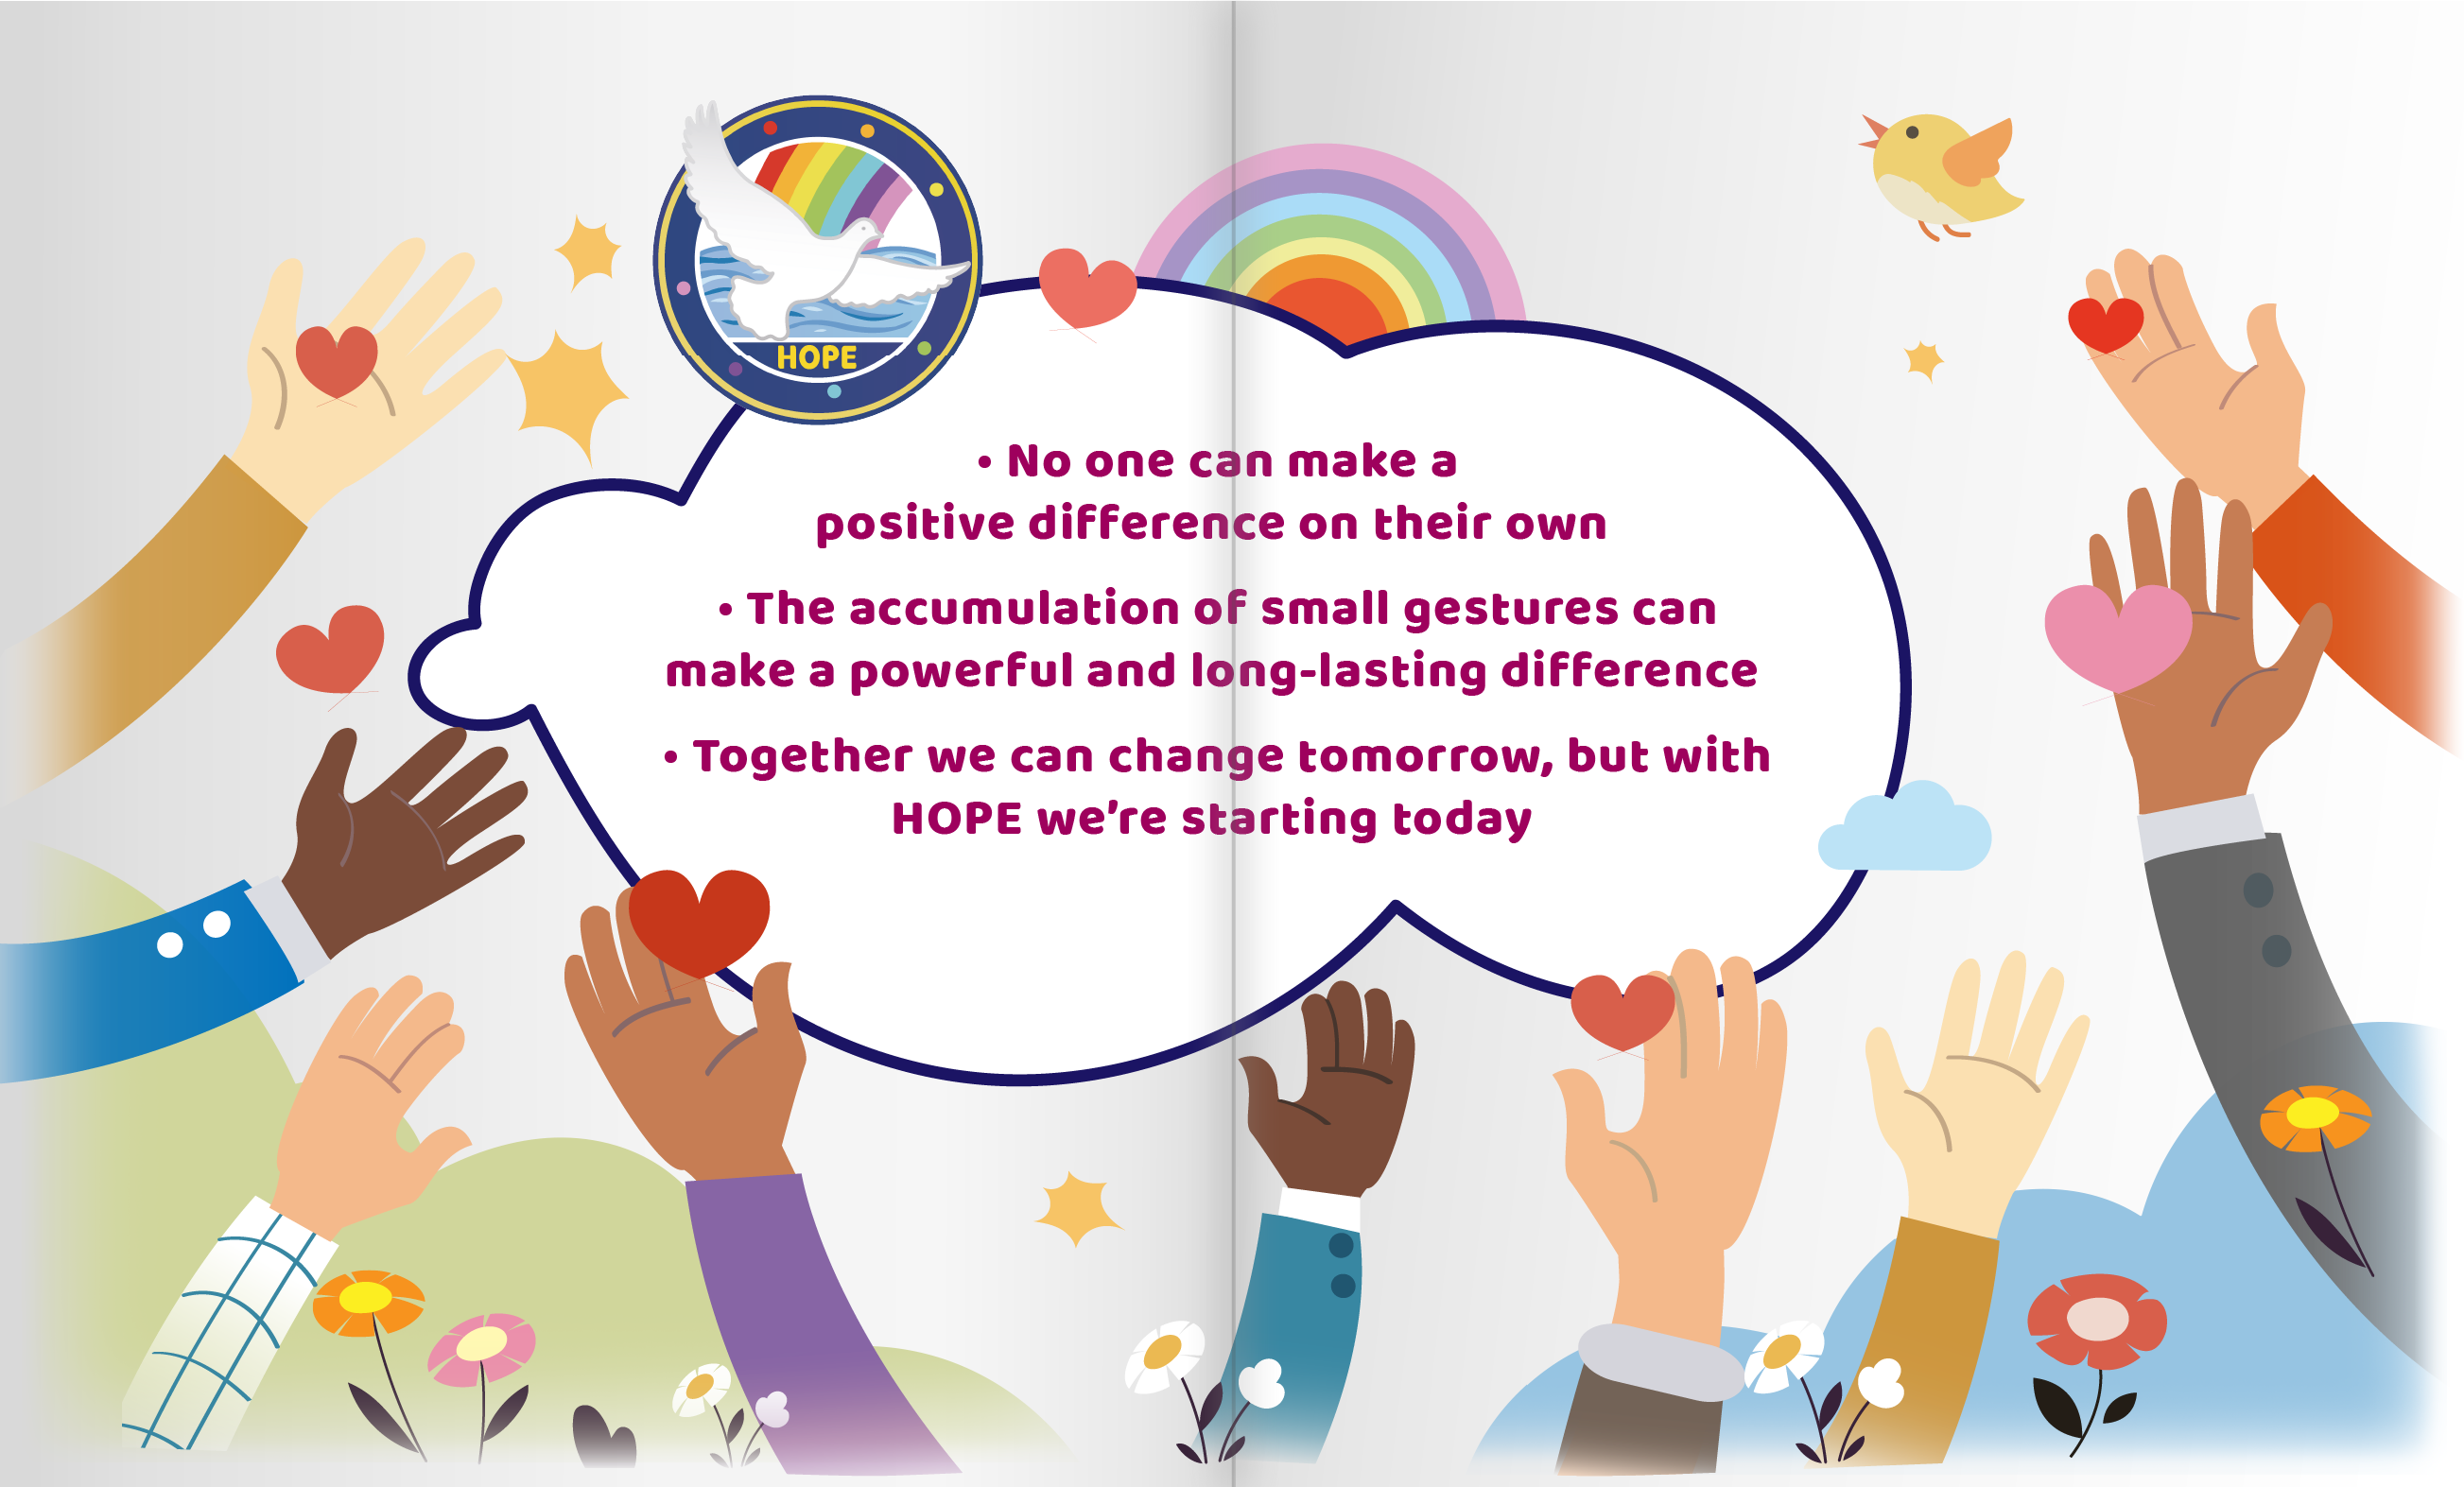 HOPE
• No one can make a
positive difference on their own
• The accumulation of small gestures can
make a powerful and long-lasting difference
• Together we can change tomorrow, but with
HOPE we're starting today